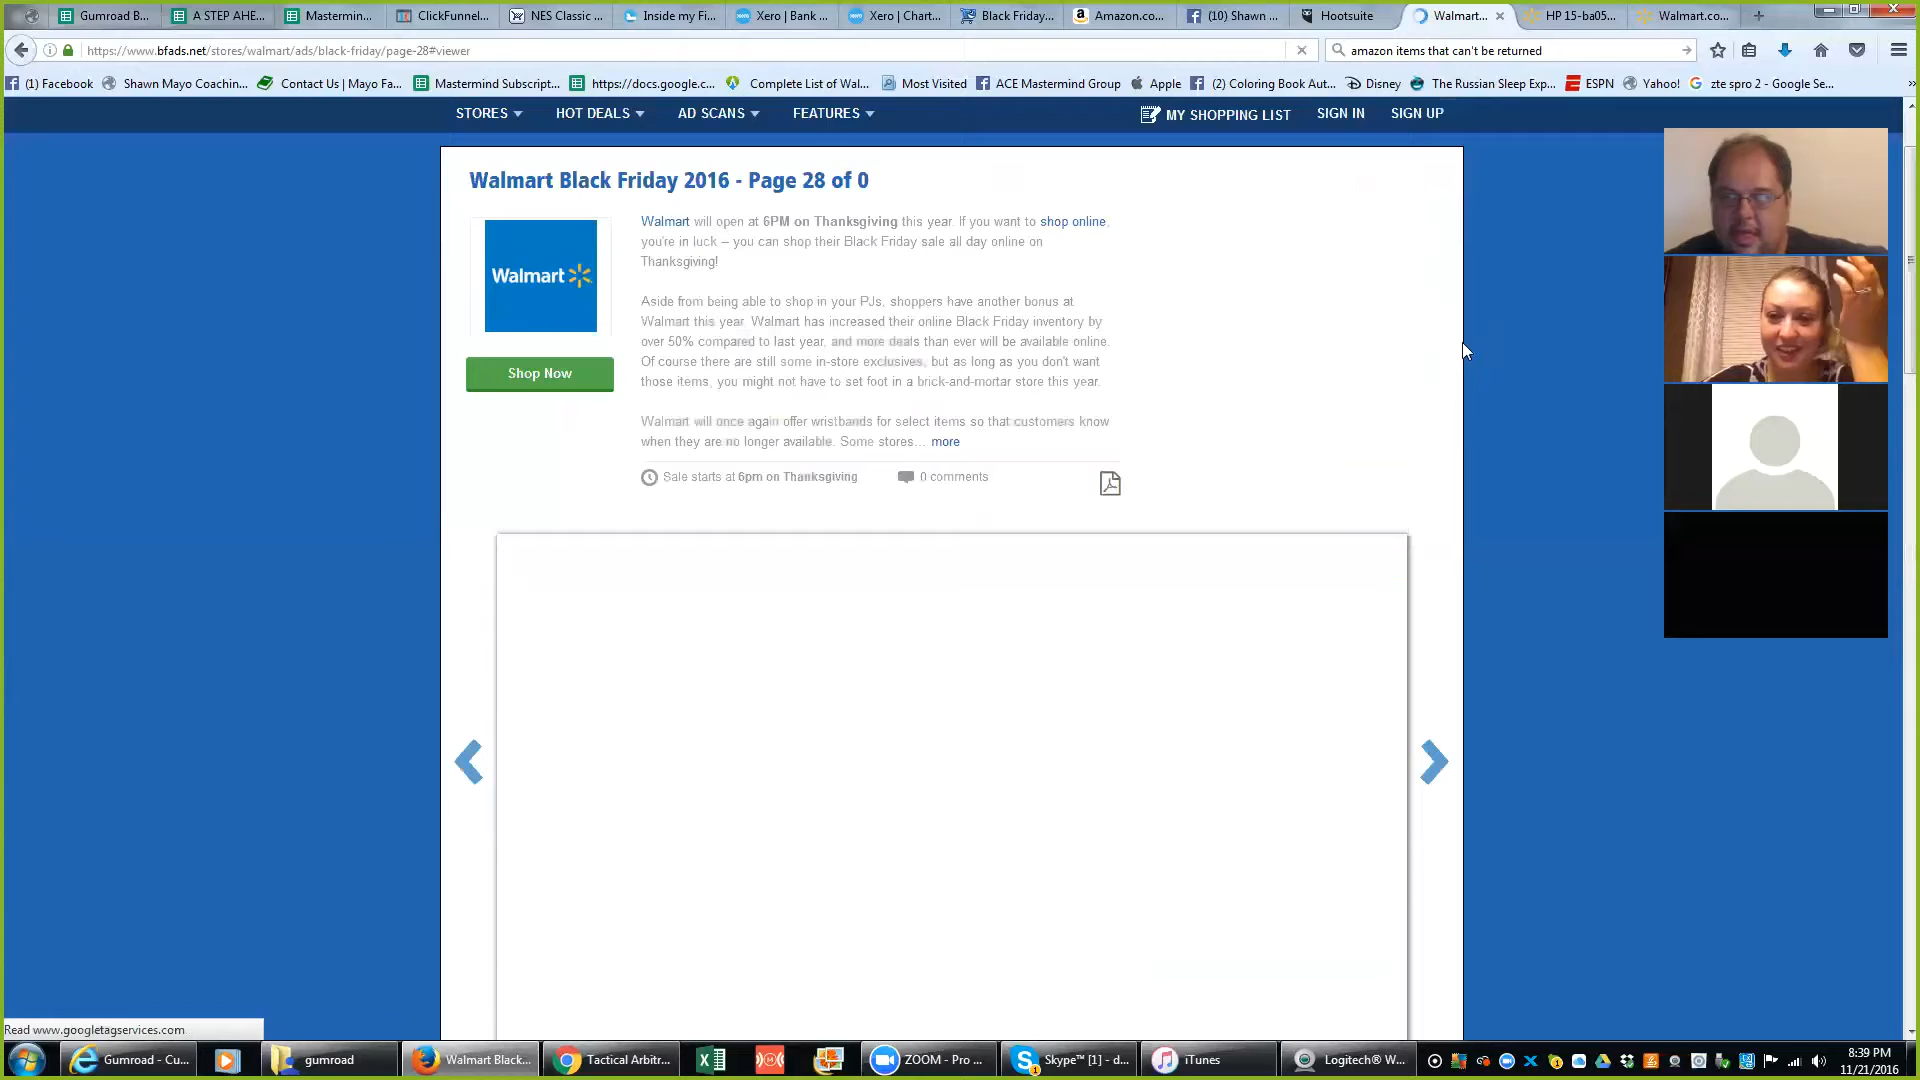 Gumroad B...
A STEP AHE...
Mastermin...
ClickFunnel...
NES Classic ...
Inside my Fi...
Xero | Bank ...
Xero | Chart...
Black Friday...
Amazon.co...
(10) Shawn ...
Hootsuite
Walmart...
HP 15-ba05...
Walmart.co...
https://www.bfads.net/stores/walmart/ads/black-friday/page-28#viewer
amazon items that can't be returned
(1) Facebook
Shawn Mayo Coachin...
Contact Us | Mayo Fa...
Mastermind Subscript...
https://docs.google.c...
Complete List of Wal...
Most Visited
ACE Mastermind Group
Apple
(2) Coloring Book Aut...
Disney
The Russian Sleep Exp...
ESPN
Yahoo!
zte spro 2 - Google Se...
STORES
HOT DEALS
AD SCANS
FEATURES
MY SHOPPING LIST
SIGN IN
SIGN UP
Walmart Black Friday 2016 - Page 28 of 0
Walmart
Shop Now
Walmart will open at 6PM on Thanksgiving this year. If you want to shop online,
you're in luck – you can shop their Black Friday sale all day online on
Thanksgiving!
Aside from being able to shop in your PJs, shoppers have another bonus at
Walmart this year. Walmart has increased their online Black Friday inventory by
over 50% compared to last year, and more deals than ever will be available online.
Of course there are still some in-store exclusives, but as long as you don't want
those items, you might not have to set foot in a brick-and-mortar store this year.
Walmart will once again offer wristbands for select items so that customers know
when they are no longer available. Some stores... more
Sale starts at 6pm on Thanksgiving
0 comments
Read www.googletagservices.com
Gumroad - Cu...
gumroad
Walmart Black...
Tactical Arbitr...
ZOOM - Pro ...
Skype™ [1] - d...
iTunes
Logitech® W...
8:39 PM
11/21/2016